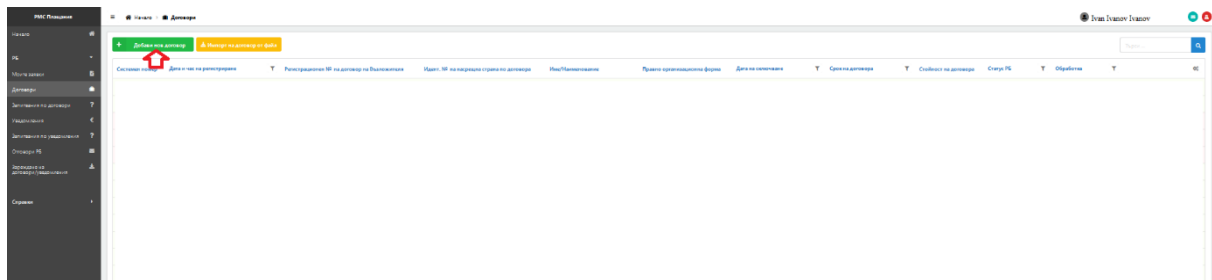 РМС Плащания
Начало
РБ
Моите заявки
Договори
Запитвания по договори
Уведомления
Запитвания по уведомления
Отговори РБ
Зареждане на
договори/уведомления
Справки
Начало
Договори
Ivan Ivanov Ivanov
Добави нов договор
Импорт на договор от файл
Търси
Системен номер
Дата и час на регистриране
Регистрационен № на договор на Възложителя
Идент. № на насрещна страна по договора
Име/Наименование
Правно организационна форма
Дата на сключване
Срок на договора
Стойност на договора
Статус РБ
Обработка